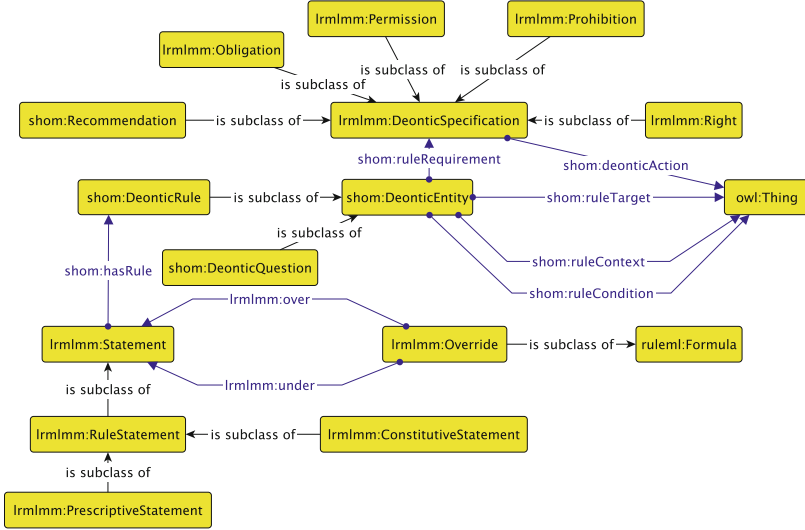 lrmlmm:Permission
lrmlmm:Prohibition
lrmlmm:Obligation
is subclass of
is subclass of
is subclass of
shom:Recommendation
is subclass of
lrmlmm:DeonticSpecification
is subclass of
lrmlmm:Right
shom:ruleRequirement
shom:deonticAction
shom:DeonticRule
is subclass of
shom:DeonticEntity
shom:ruleTarget
owl:Thing
is subclass of
shom:hasRule
shom:DeonticQuestion
shom:ruleContext
shom:ruleCondition
lrmlmm:over
lrmlmm:Statement
lrmlmm:Override
is subclass of
ruleml:Formula
is subclass of
lrmlmm:under
lrmlmm:RuleStatement
is subclass of
lrmlmm:ConstitutiveStatement
is subclass of
lrmlmm:PrescriptiveStatement